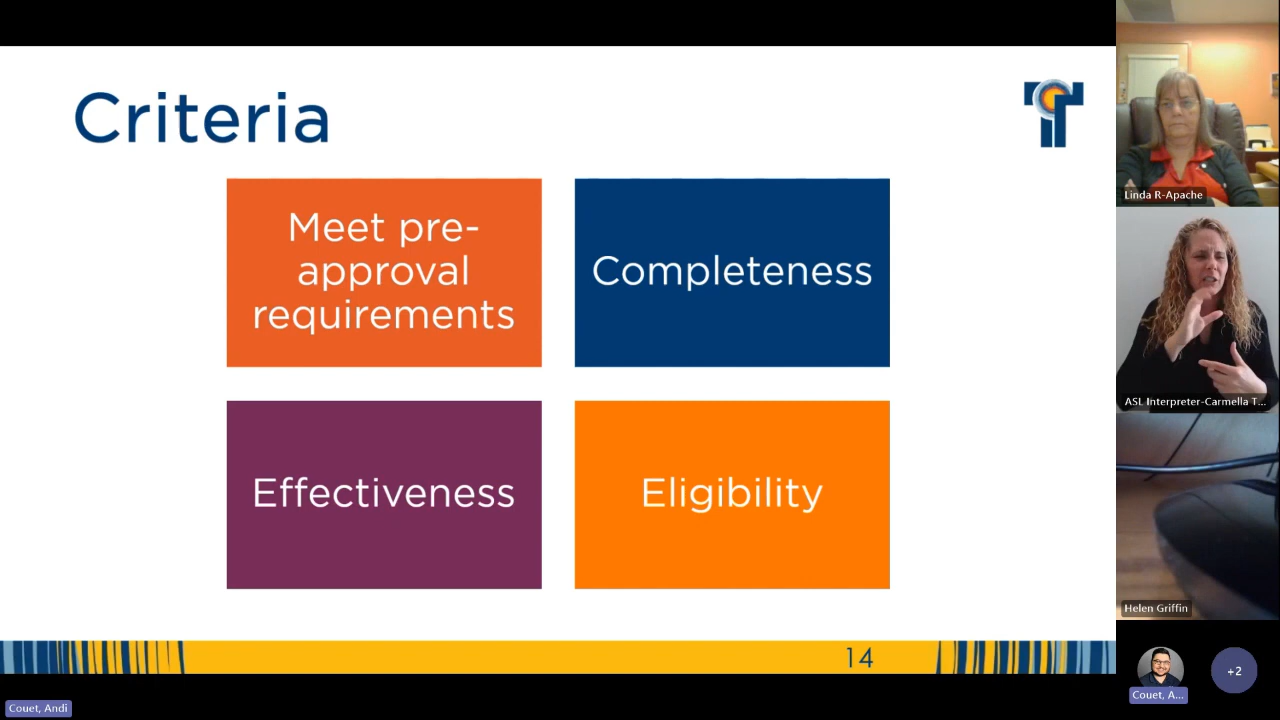 Criteria
Meet pre-
approval
requirements
Completeness
Effectiveness
Eligibility
14
Linda R-Apache
ASL Interpreter-Carmella T...
Helen Griffin
Couet, A...
+2
Couet, Andi